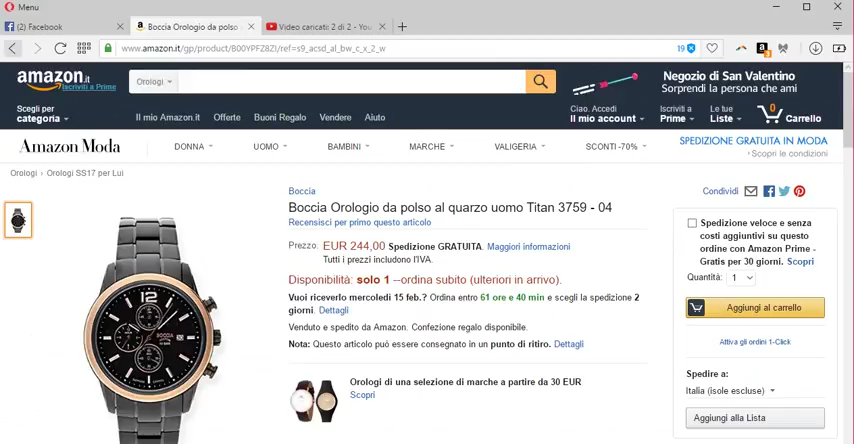 Menu
(2) Facebook
Boccia Orologio da polso
Video caricati: 2 di 2 - You
www.amazon.it/gp/product/B00YPFZ8ZI/ref=s9_acsd_al_bw_c_x_2_w
19
3
amazon.it
Iscriviti a Prime
Orologi
Negozio di San Valentino
Sorprendi la persona che ami
Scegli per
categoria
Il mio Amazon.it Offerte Buoni Regalo Vendere Aiuto
Ciao. Accedi
Il mio account
Iscriviti a
Prime
Le tue
Liste
0
Carrello
Amazon Moda
DONNA UOMO BAMBINI MARCHE VALIGERIA SCONTI -70%
SPEDIZIONE GRATUITA IN MODA
Scopri le condizioni
Orologi › Orologi SS17 per Lui
Boccia
Boccia Orologio da polso al quarzo uomo Titan 3759 - 04
Recensisci per primo questo articolo
Prezzo: EUR 244,00 Spedizione GRATUITA. Maggiori informazioni
Tutti i prezzi includono l'IVA.
Disponibilità: solo 1 --ordina subito (ulteriori in arrivo).
Vuoi riceverlo mercoledì 15 feb.? Ordina entro 61 ore e 40 min e scegli la spedizione 2
giorni. Dettagli
Venduto e spedito da Amazon. Confezione regalo disponibile.
Nota: Questo articolo può essere consegnato in un punto di ritiro. Dettagli
Orologi di una selezione di marche a partire da 30 EUR
Scopri
BOCCIA
Condividi
Spedizione veloce e senza
costi aggiuntivi su questo
ordine con Amazon Prime -
Gratis per 30 giorni. Scopri
Quantità: 1
Aggiungi al carrello
Attiva gli ordini 1-Click
Spedire a:
Italia (isole escluse)
Aggiungi alla Lista